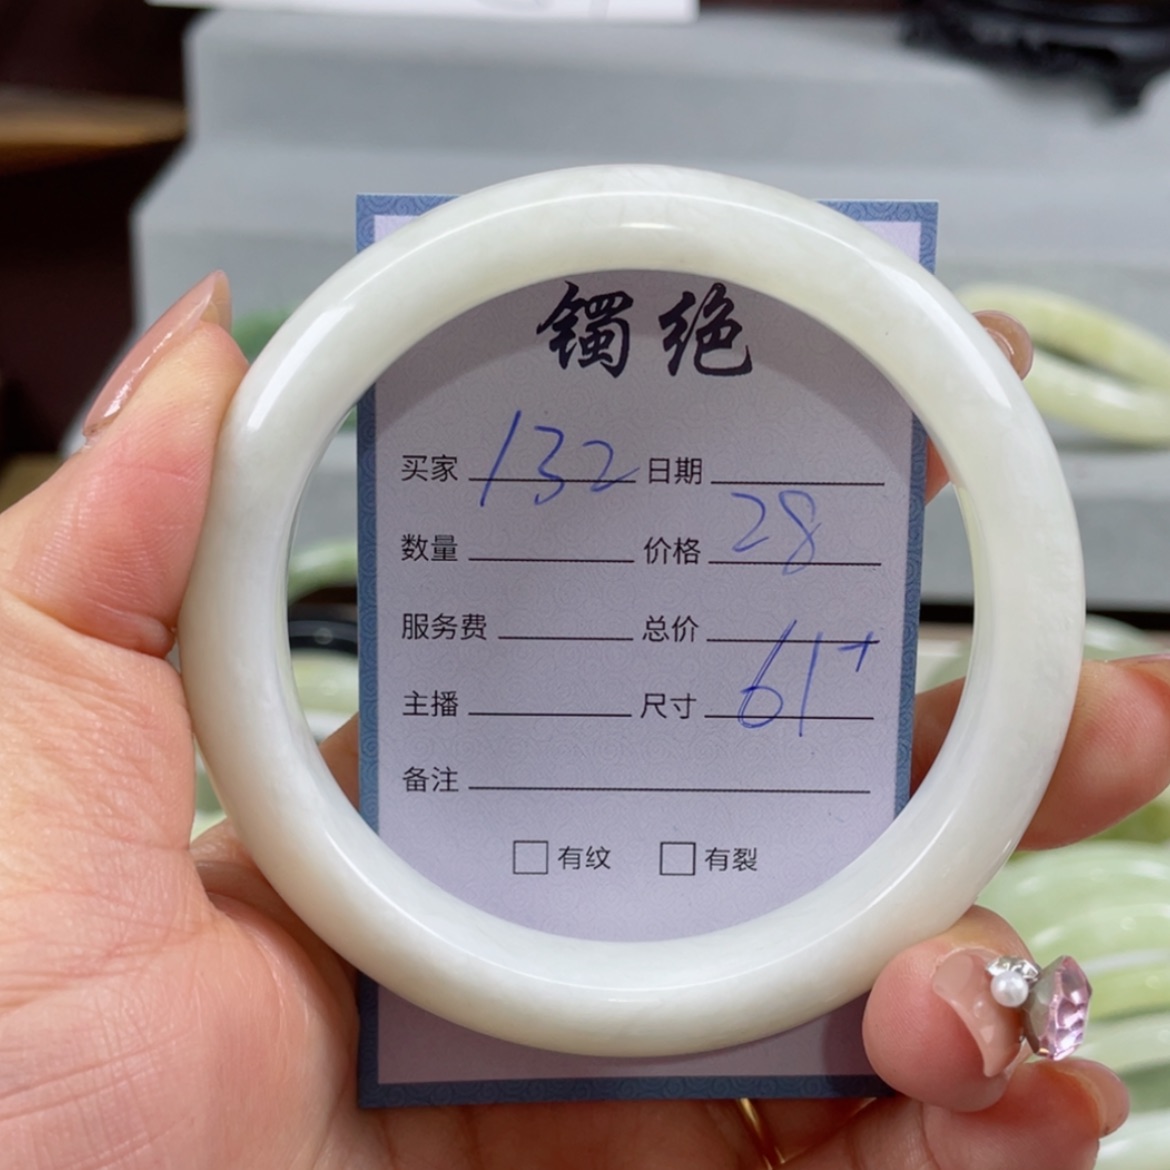 镯绝
买家 132 日期
数量 价格 28
服务费 总价
主播 尺寸 61+
备注
□有纹 □有裂